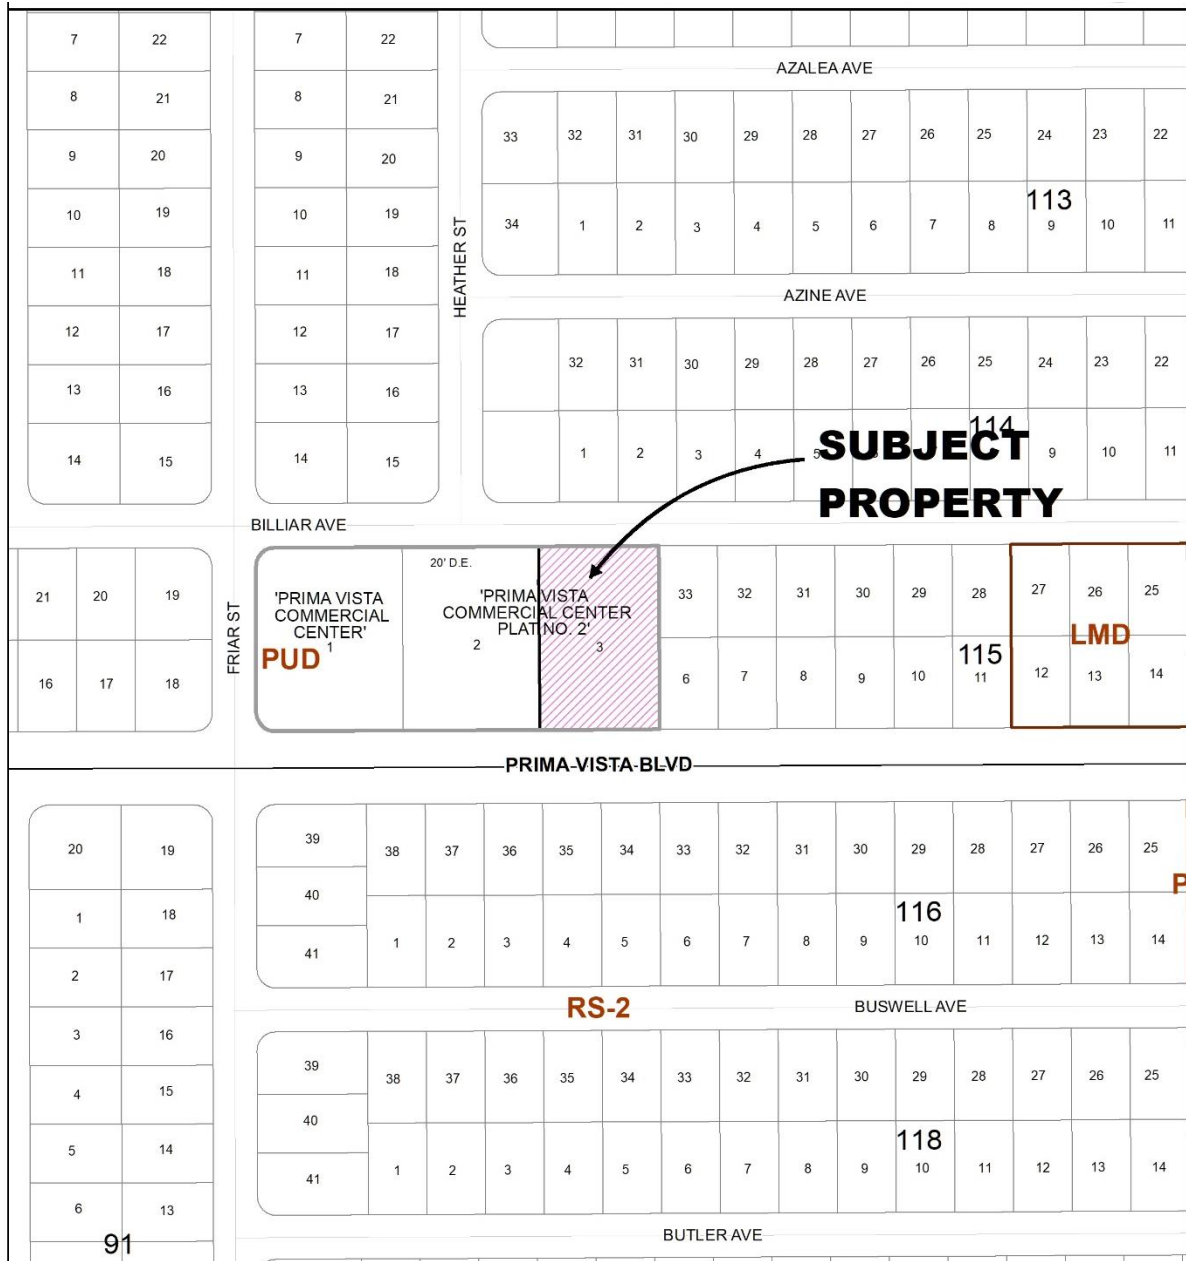 7 22 7 22
AZALEA AVE
8 21 8 21
33 32 31 30 29 28 27 26 25 24 23 22
9 20 9 20
113
10 19 10 19
34 1 2 3 4 5 6 7 8 9 10 11
HEATHER ST
11 18 11 18
AZINE AVE
12 17 12 17
32 31 30 29 28 27 26 25 24 23 22
13 16 13 16
114
14 15 14 15
1 2 3 4 5 9 10 11
SUBJECT
PROPERTY
BILLIAR AVE
20' D.E.
21 20 19
'PRIMA VISTA
COMMERCIAL
CENTER'
1
'PRIMA VISTA
COMMERCIAL CENTER
PLAT NO. 2'
2 3
33 32 31 30 29 28 27 26 25
FRIAR ST
PUD
LMD
115
16 17 18
6 7 8 9 10 11 12 13 14
PRIMA VISTA BLVD
20 19
39 38 37 36 35 34 33 32 31 30 29 28 27 26 25
P
40
116
1 18
41 1 2 3 4 5 6 7 8 9 10 11 12 13 14
2 17
RS-2
BUSWELL AVE
3 16
39 38 37 36 35 34 33 32 31 30 29 28 27 26 25
4 15
40
118
5 14
41 1 2 3 4 5 6 7 8 9 10 11 12 13 14
6 13
91
BUTLER AVE